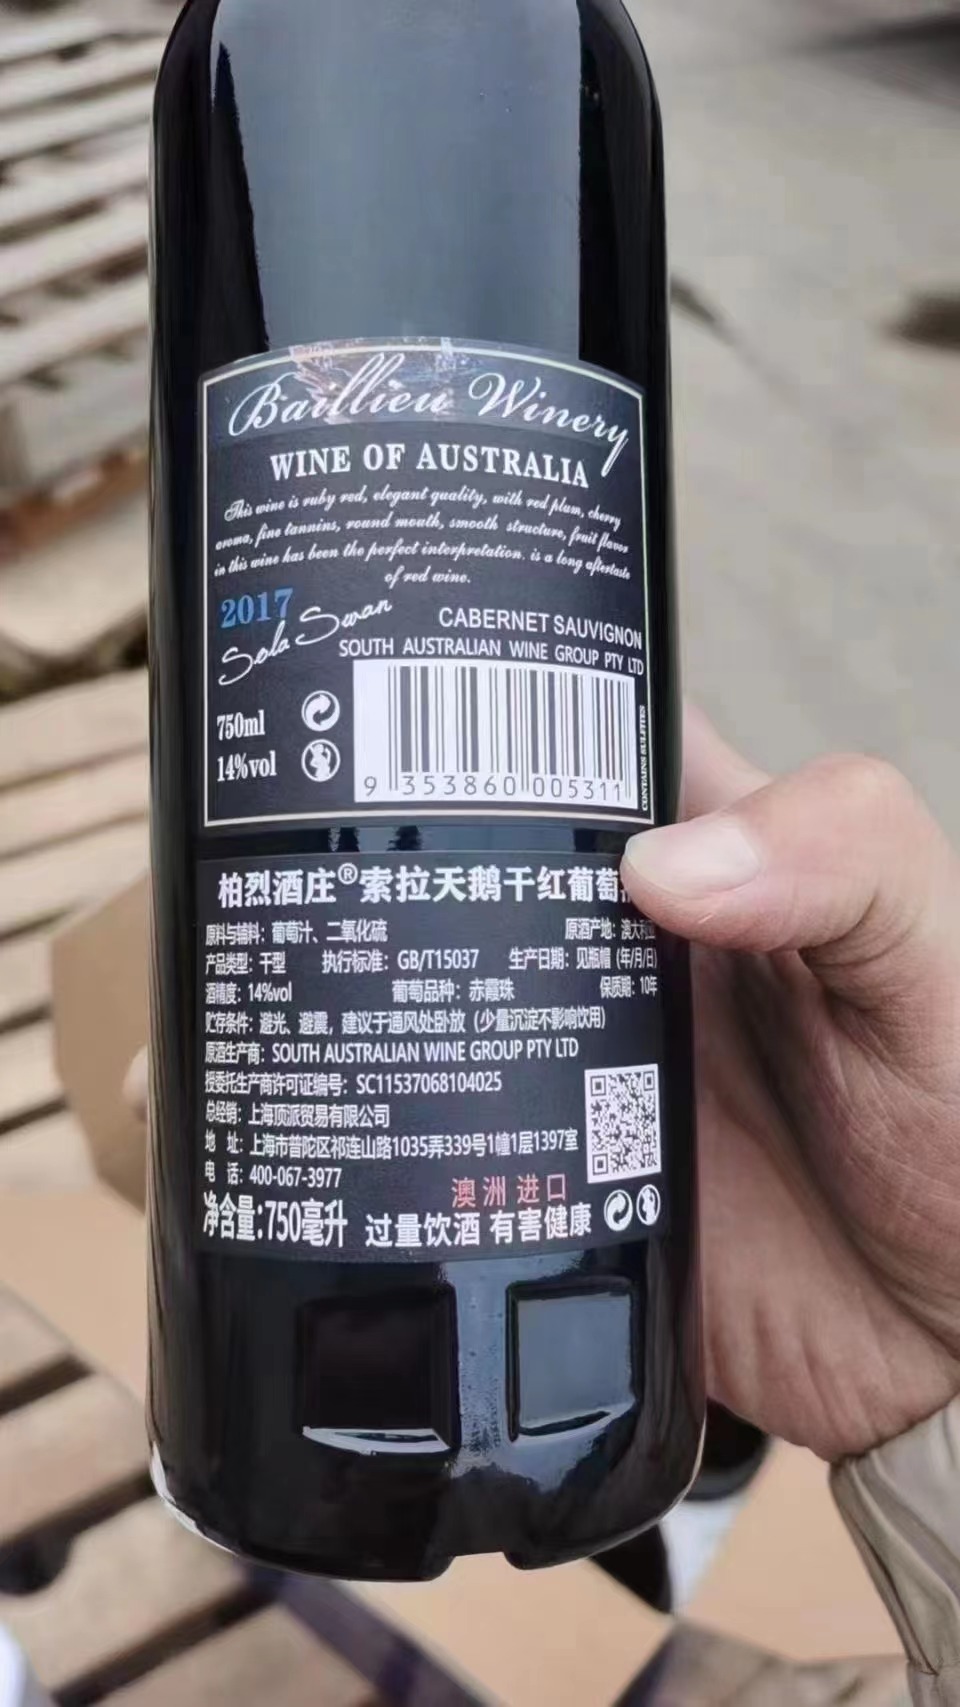 Baillieu Winery
WINE OF AUSTRALIA
This wine is ruby red, elegant quality, with red plum, cherry
aroma, fine tannins, round mouth, smooth structure, fruit flavor
in this wine has been the perfect interpretation. is a long aftertaste
of red wine.
2017
Sola Swan
CABERNET SAUVIGNON
SOUTH AUSTRALIAN WINE GROUP PTY LTD
750ml
14%vol
9 353860 005311
CONTAINS SULFITES
柏烈酒庄®索拉天鹅干红葡萄
原料与辅料：葡萄汁、二氧化硫 原酒产地：澳大利亚
产品类型：干型 执行标准：GB/T15037 生产日期：见瓶帽（年/月/日）
酒精度：14%vol 葡萄品种：赤霞珠 保质期：10年
贮存条件：避光、避震，建议于通风处卧放（少量沉淀不影响饮用）
原酒生产商：SOUTH AUSTRALIAN WINE GROUP PTY LTD
授委托生产商许可证编号：SC11537068104025
总经销：上海顶派贸易有限公司
地 址：上海市普陀区祁连山路1035弄339号1幢1层1397室
电 话：400-067-3977
澳洲进口
净含量:750毫升 过量饮酒 有害健康